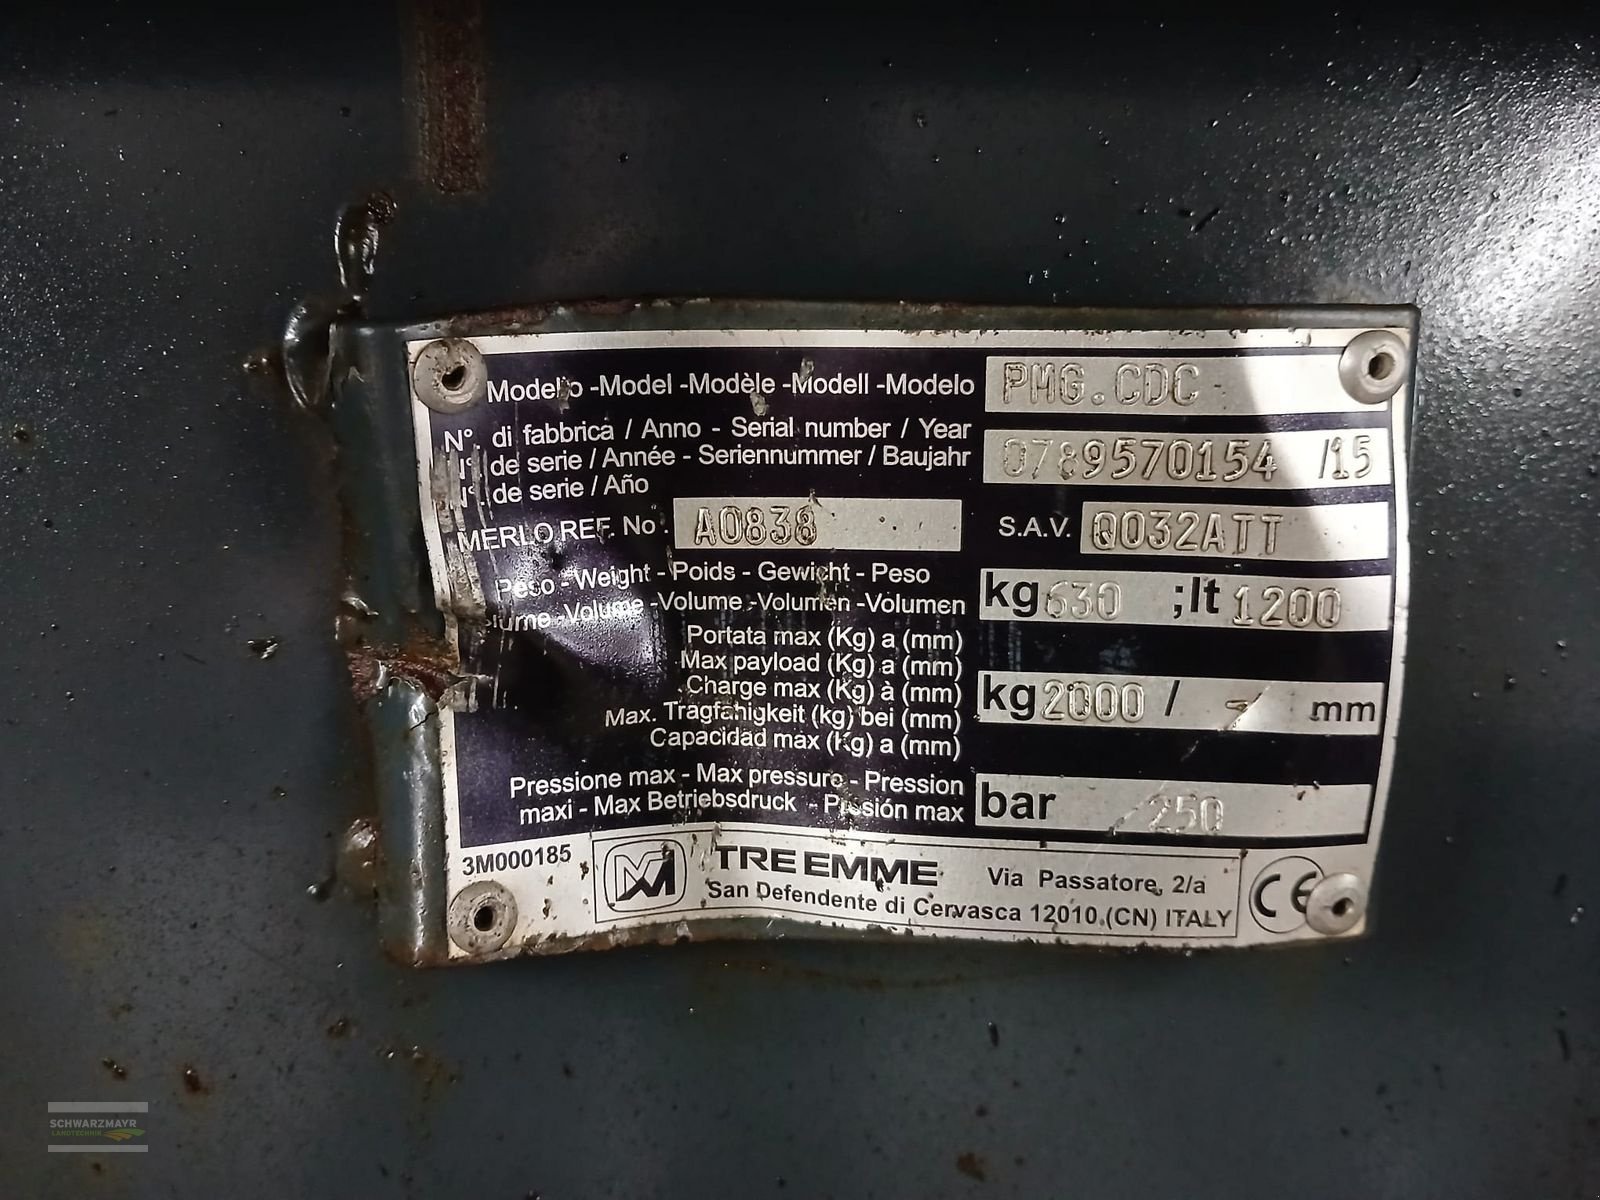 Modello -Model -Modèle -Modell -Modelo PMG.CDC
N°. di fabbrica / Anno - Serial number / Year
N°. de serie / Année - Seriennummer / Baujahr 0789570154 /15
N°. de serie / Año
MERLO REF. No. A0838 S.A.V. Q032ATT
Peso - Weight - Poids - Gewicht - Peso
-Volume -Volume -Volumen -Volumen kg 630 ;lt 1200
Portata max (Kg) a (mm)
Max payload (Kg) a (mm)
Charge max (Kg) à (mm) kg 2000 / - mm
Max. Tragfähigkeit (kg) bei (mm)
Capacidad max (Kg) a (mm)
Pressione max - Max pressure - Pression
maxi - Max Betriebsdruck - Presión max bar 250
3M000185 TRE EMME Via Passatore, 2/a CE
San Defendente di Cervasca 12010.(CN) ITALY
SCHWARZMAYR
LANDTECHNIK